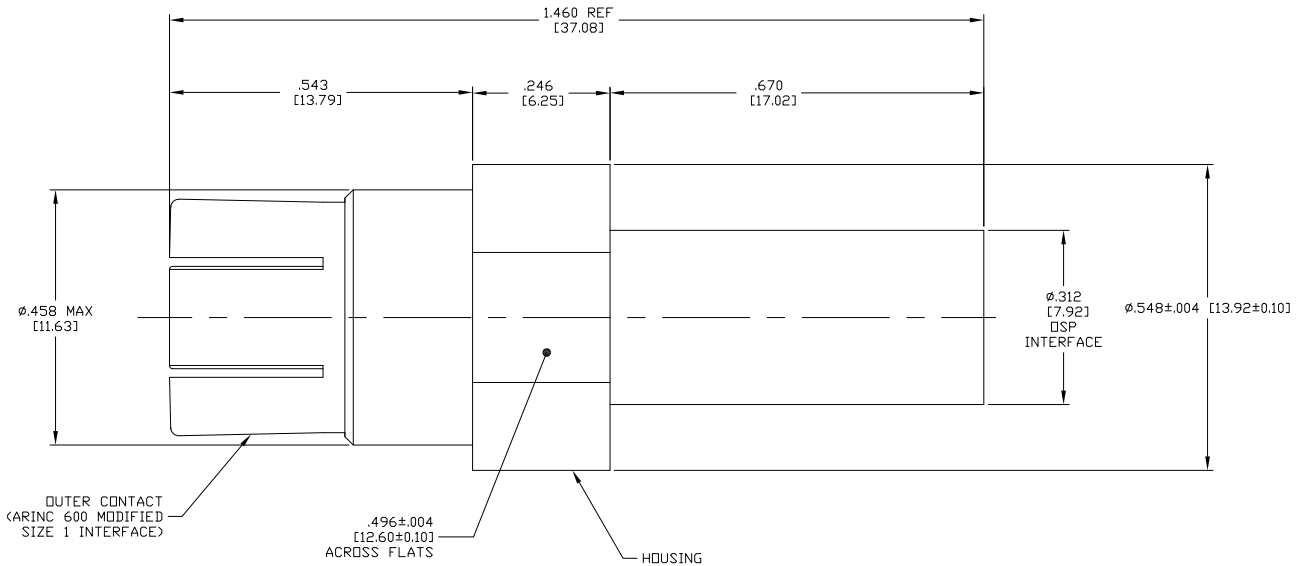 1.460 REF
[37.08]
.543
[13.79]
.246
[6.25]
.670
[17.02]
ø.458 MAX
[11.63]
ø.312
[7.92]
OSP
INTERFACE
ø.548±.004 [13.92±0.10]
OUTER CONTACT
(ARINC 600 MODIFIED
SIZE 1 INTERFACE)
.496±.004
[12.60±0.10]
ACROSS FLATS
HOUSING